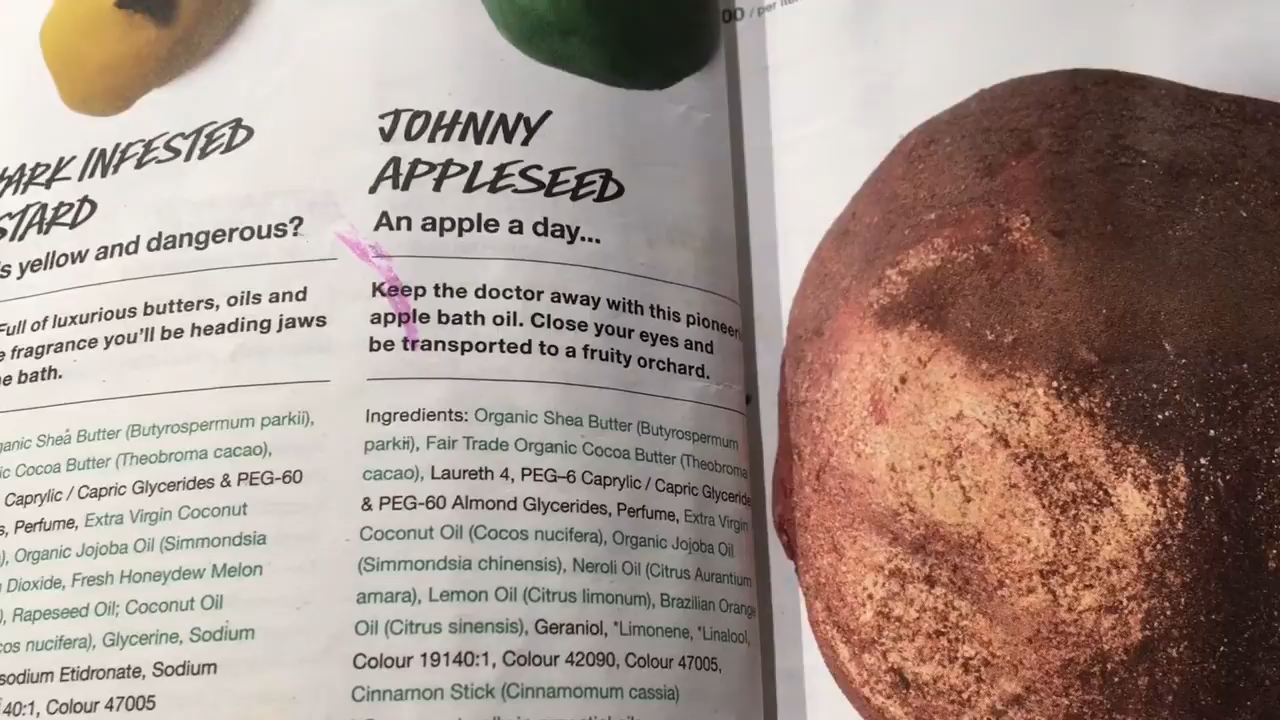 00 / per item
ARK INFESTED
STARD
s yellow and dangerous?
Full of luxurious butters, oils and
fragrance you'll be heading jaws
bath.
Shea Butter (Butyrospermum parkii),
Cocoa Butter (Theobroma cacao),
Caprylic / Capric Glycerides & PEG-60
Perfume, Extra Virgin Coconut
Organic Jojoba Oil (Simmondsia
Dioxide, Fresh Honeydew Melon
Rapeseed Oil; Coconut Oil
nucifera), Glycerine, Sodium
Etidronate, Sodium
40:1, Colour 47005
JOHNNY
APPLESEED
An apple a day...
Keep the doctor away with this pioneer
apple bath oil. Close your eyes and
be transported to a fruity orchard.
Ingredients: Organic Shea Butter (Butyrospermum
parkii), Fair Trade Organic Cocoa Butter (Theobroma
cacao), Laureth 4, PEG–6 Caprylic / Capric Glyceride
& PEG-60 Almond Glycerides, Perfume, Extra Virgin
Coconut Oil (Cocos nucifera), Organic Jojoba Oil
(Simmondsia chinensis), Neroli Oil (Citrus Aurantium
amara), Lemon Oil (Citrus limonum), Brazilian Orange
Oil (Citrus sinensis), Geraniol, *Limonene, *Linalool,
Colour 19140:1, Colour 42090, Colour 47005,
Cinnamon Stick (Cinnamomum cassia)